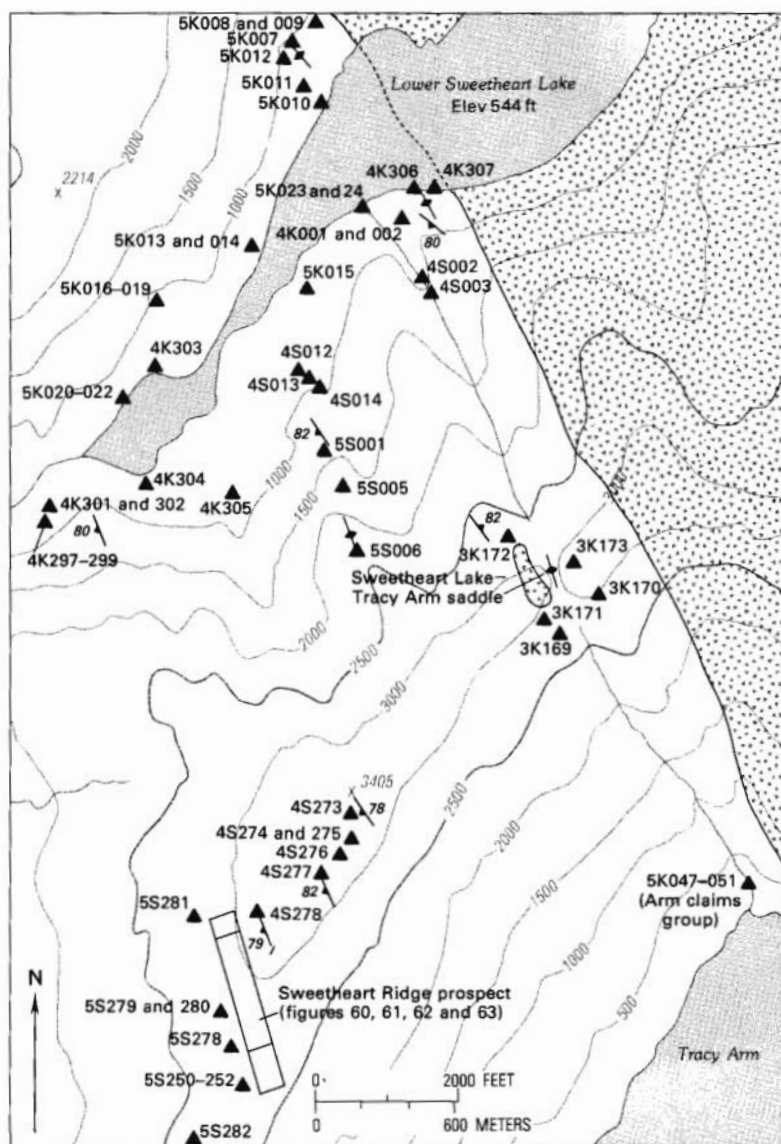 5K008 and 009
5K007
5K012
5K011
5K010
Lower Sweetheart Lake
Elev 544 ft
2000
1500
1000
2214
4K306
4K307
5K023 and 24
4K001 and 002
80
5K013 and 014
4S002
4S003
5K015
5K016–019
4K303
4S012
4S013
4S014
5K020–022
82
5S001
1000
1500
4K304
4K305
5S005
4K301 and 302
80
4K297–299
5S006
82
3K172
3K173
Sweetheart Lake–
Tracy Arm saddle
3K170
3K171
3K169
2000
2500
3000
3405
4S273
78
4S274 and 275
4S276
4S277
82
2500
2000
1500
1000
500
5K047–051
(Arm claims
group)
5S281
4S278
79
N
Sweetheart Ridge prospect
(figures 60, 61, 62 and 63)
5S279 and 280
5S278
5S250–252
5S282
Tracy Arm
0 2000 FEET
0 600 METERS